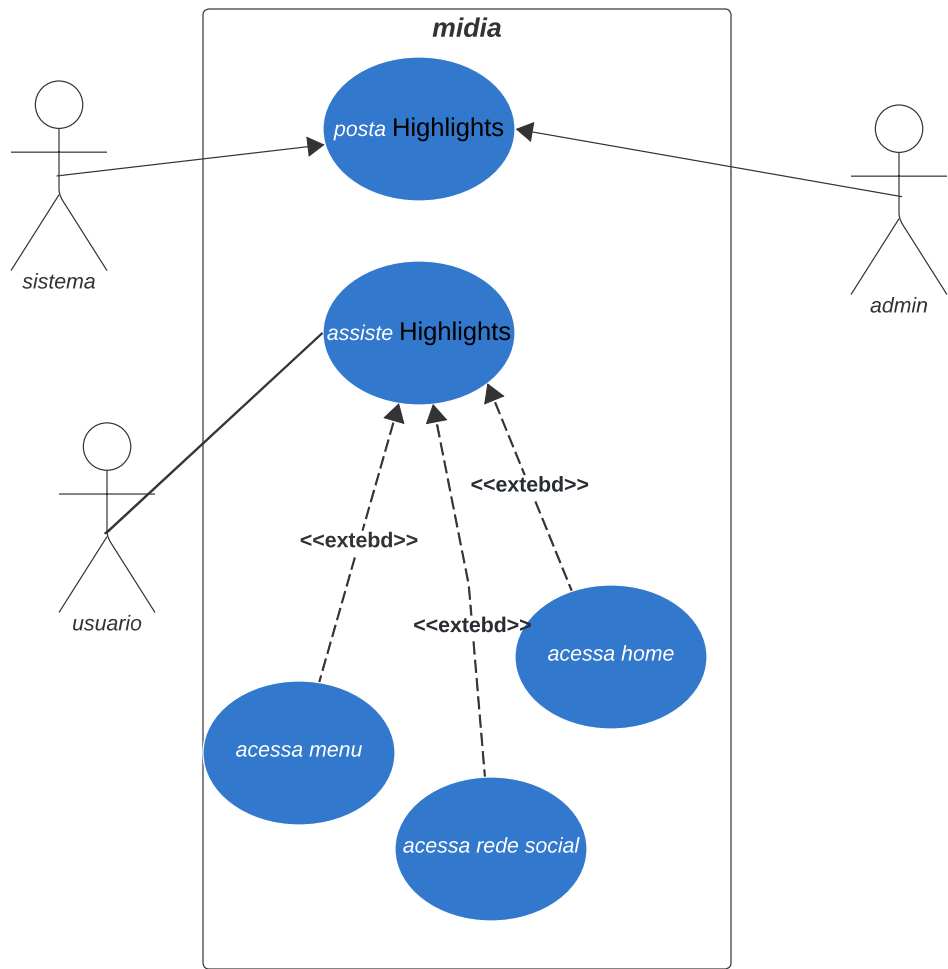 midia
posta Highlights
sistema
admin
assiste Highlights
<<extebd>>
<<extebd>>
<<extebd>>
usuario
acessa home
acessa menu
acessa rede social